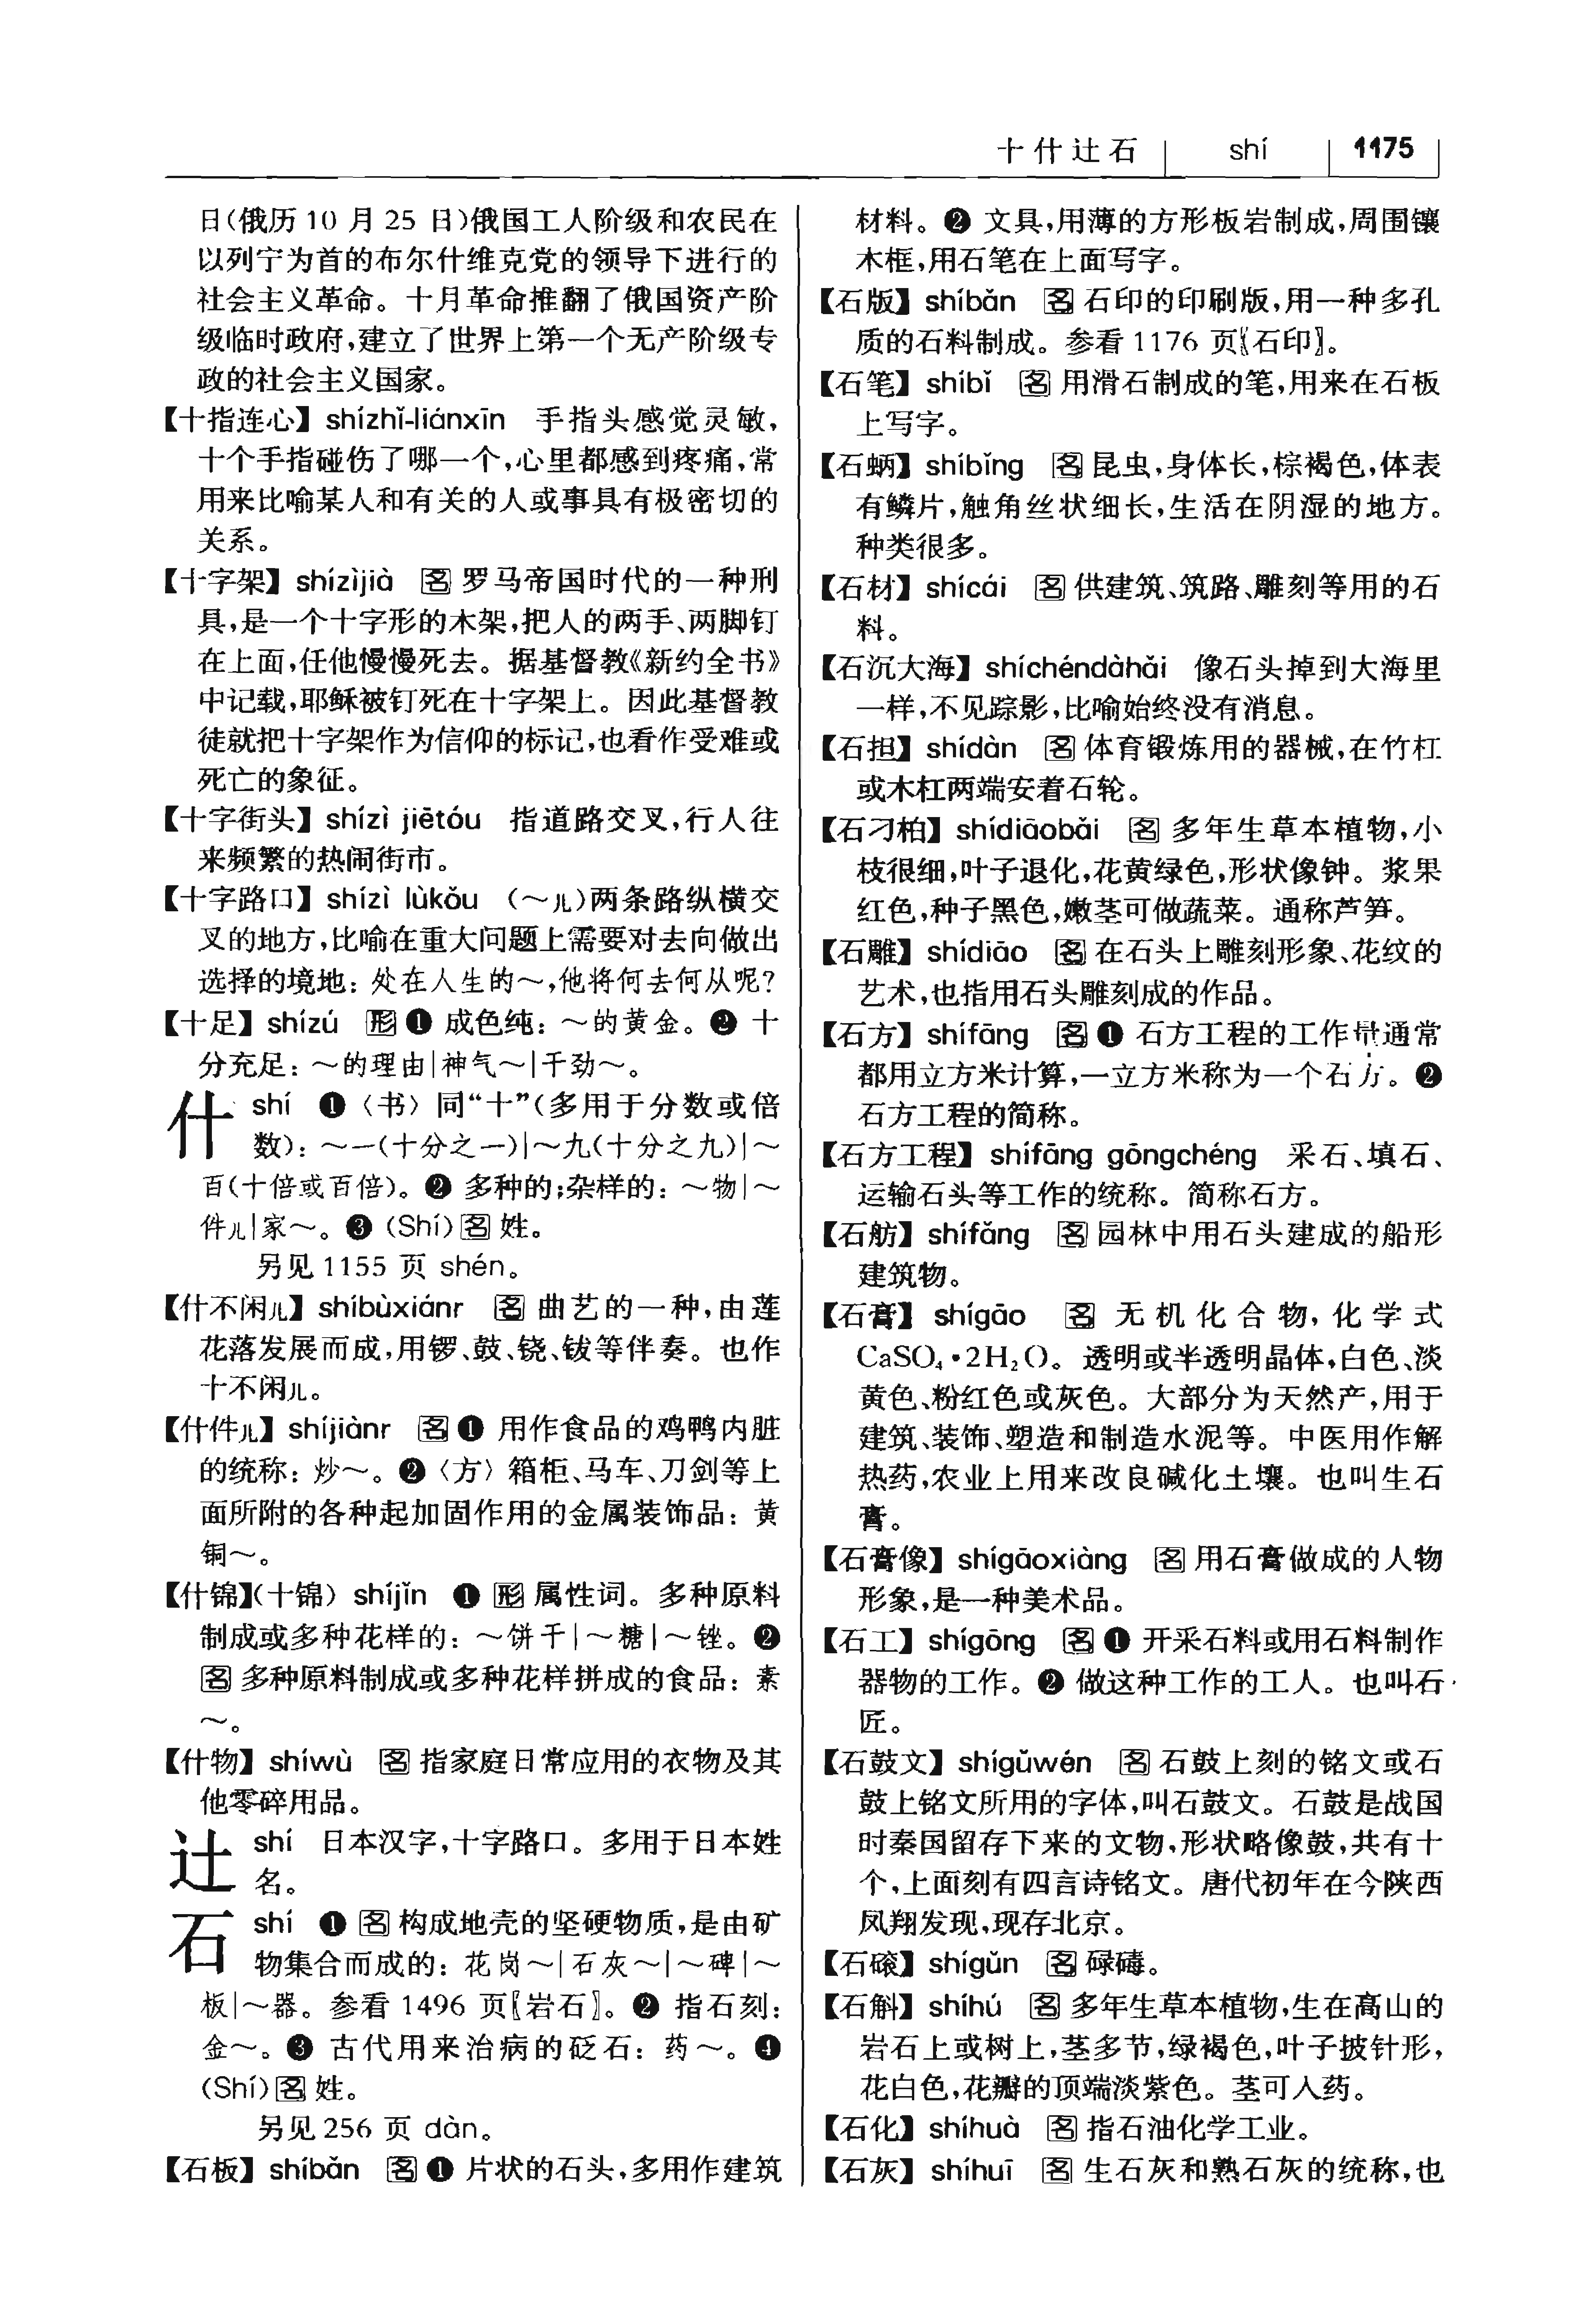 十什辻石 shí 1175
日(俄历 10 月 25 日)俄国工人阶级和农民在
以列宁为首的布尔什维克党的领导下进行的
社会主义革命。十月革命推翻了俄国资产阶
级临时政府,建立了世界上第一个无产阶级专
政的社会主义国家。
【十指连心】shízhǐ-liánxīn 手指头感觉灵敏,
十个手指碰伤了哪一个,心里都感到疼痛,常
用来比喻某人和有关的人或事具有极密切的
关系。
【十字架】shízìjià 名 罗马帝国时代的一种刑
具,是一个十字形的木架,把人的两手、两脚钉
在上面,任他慢慢死去。据基督教《新约全书》
中记载,耶稣被钉死在十字架上。因此基督教
徒就把十字架作为信仰的标记,也看作受难或
死亡的象征。
【十字街头】shízì jiētóu 指道路交叉,行人往
来频繁的热闹街市。
【十字路口】shízì lùkǒu (～儿)两条路纵横交
叉的地方,比喻在重大问题上需要对去向做出
选择的境地：处在人生的～,他将何去何从呢?
【十足】shízú 形 ❶ 成色纯：～的黄金。❷ 十
分充足：～的理由|神气～|干劲～。
什 shí ❶〈书〉同“十”(多用于分数或倍
数)：～一(十分之一)|～九(十分之九)|～
百(十倍或百倍)。❷ 多种的;杂样的：～物|～
件儿|家～。❸ (Shí) 名 姓。
另见 1155 页 shén。
【什不闲儿】shíbùxiánr 名 曲艺的一种,由莲
花落发展而成,用锣、鼓、铙、钹等伴奏。也作
十不闲儿。
【什件儿】shíjiànr 名 ❶ 用作食品的鸡鸭内脏
的统称：炒～。❷〈方〉箱柜、马车、刀剑等上
面所附的各种起加固作用的金属装饰品：黄
铜～。
【什锦】(十锦) shíjǐn ❶ 形 属性词。多种原料
制成或多种花样的：～饼干|～糖|～锉。❷
名 多种原料制成或多种花样拼成的食品：素
～。
【什物】shíwù 名 指家庭日常应用的衣物及其
他零碎用品。
辻 shí 日本汉字,十字路口。多用于日本姓
名。
石 shí ❶ 名 构成地壳的坚硬物质,是由矿
物集合而成的：花岗～|石灰～|～碑|～
板|～器。参看 1496 页〖岩石〗。❷ 指石刻：
金～。❸ 古代用来治病的砭石：药～。❹
(Shí) 名 姓。
另见 256 页 dàn。
【石板】shíbǎn 名 ❶ 片状的石头,多用作建筑
材料。❷ 文具,用薄的方形板岩制成,周围镶
木框,用石笔在上面写字。
【石版】shíbǎn 名 石印的印刷版,用一种多孔
质的石料制成。参看 1176 页〖石印〗。
【石笔】shíbǐ 名 用滑石制成的笔,用来在石板
上写字。
【石蛃】shíbǐng 名 昆虫,身体长,棕褐色,体表
有鳞片,触角丝状细长,生活在阴湿的地方。
种类很多。
【石材】shícái 名 供建筑、筑路、雕刻等用的石
料。
【石沉大海】shíchéndàhǎi 像石头掉到大海里
一样,不见踪影,比喻始终没有消息。
【石担】shídàn 名 体育锻炼用的器械,在竹杠
或木杠两端安着石轮。
【石刁柏】shídiāobǎi 名 多年生草本植物,小
枝很细,叶子退化,花黄绿色,形状像钟。浆果
红色,种子黑色,嫩茎可做蔬菜。通称芦笋。
【石雕】shídiāo 名 在石头上雕刻形象、花纹的
艺术,也指用石头雕刻成的作品。
【石方】shífāng 名 ❶ 石方工程的工作量通常
都用立方米计算,一立方米称为一个石方。❷
石方工程的简称。
【石方工程】shífāng gōngchéng 采石、填石、
运输石头等工作的统称。简称石方。
【石舫】shífǎng 名 园林中用石头建成的船形
建筑物。
【石膏】shígāo 名 无机化合物,化学式
CaSO₄·2H₂O。透明或半透明晶体,白色、淡
黄色、粉红色或灰色。大部分为天然产,用于
建筑、装饰、塑造和制造水泥等。中医用作解
热药,农业上用来改良碱化土壤。也叫生石
膏。
【石膏像】shígāoxiàng 名 用石膏做成的人物
形象,是一种美术品。
【石工】shígōng 名 ❶ 开采石料或用石料制作
器物的工作。❷ 做这种工作的工人。也叫石
匠。
【石鼓文】shígǔwén 名 石鼓上刻的铭文或石
鼓上铭文所用的字体,叫石鼓文。石鼓是战国
时秦国留存下来的文物,形状略像鼓,共有十
个,上面刻有四言诗铭文。唐代初年在今陕西
凤翔发现,现存北京。
【石磙】shígǔn 名 碌碡。
【石斛】shíhú 名 多年生草本植物,生在高山的
岩石上或树上,茎多节,绿褐色,叶子披针形,
花白色,花瓣的顶端淡紫色。茎可入药。
【石化】shíhuà 名 指石油化学工业。
【石灰】shíhuī 名 生石灰和熟石灰的统称,也